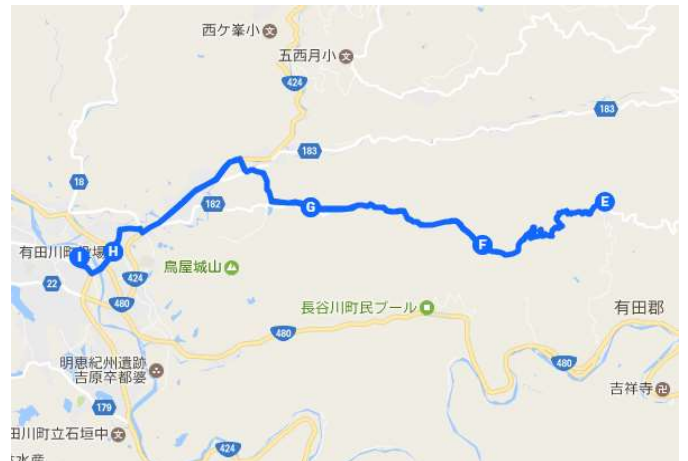 西ケ峯小
五西月小
424
183
183
18
182
E
G
F
有田川町役場
H
I
424
鳥屋城山
22
480
長谷川町民プール
有田郡
480
480
明恵紀州遺跡
吉原卒都婆
吉祥寺
179
田川町立石垣中
424